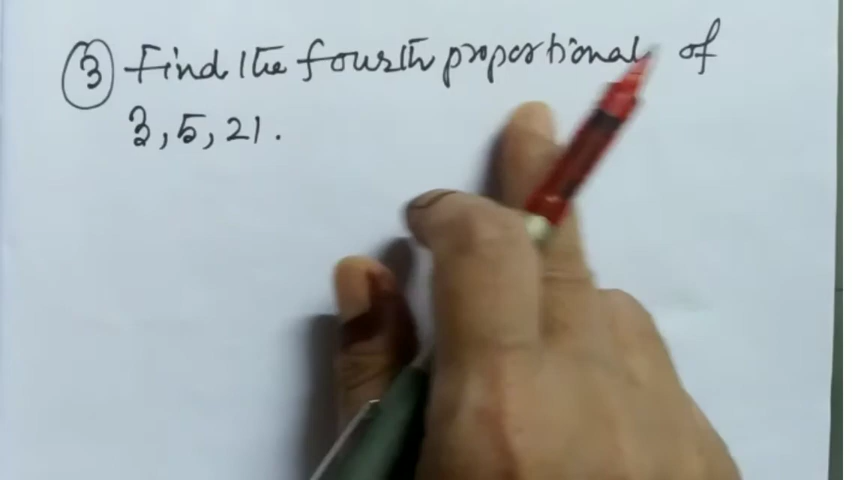 ③ Find the fourth proportional of
3, 5, 21.